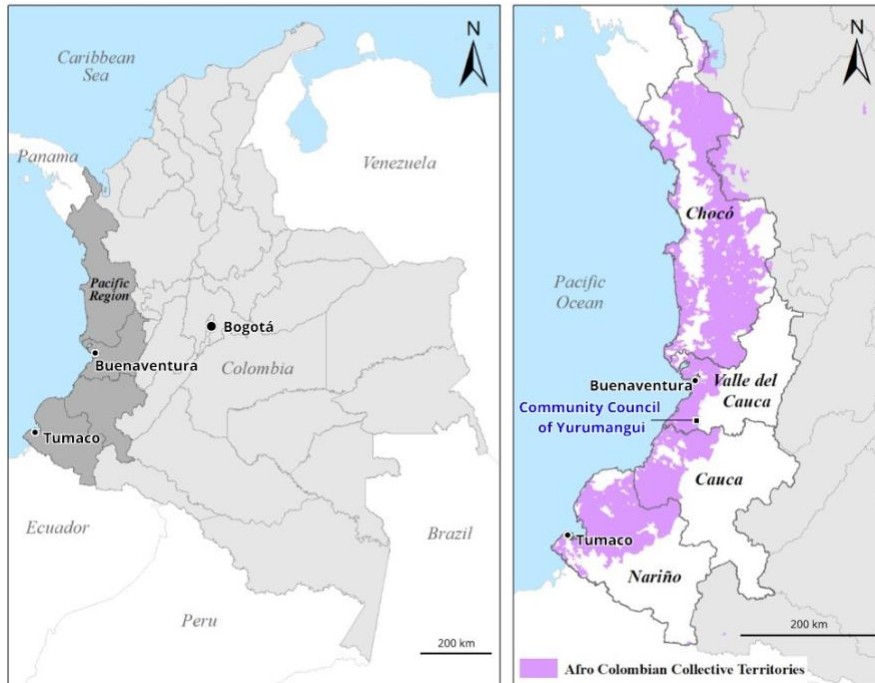 N
Caribbean
Sea
Panama
Venezuela
Pacific
Region
Bogotá
Buenaventura
Colombia
Tumaco
Ecuador
Brazil
Peru
200 km
N
Chocó
Pacific
Ocean
Buenaventura
Valle del
Cauca
Community Council
of Yurumangui
Cauca
Tumaco
Nariño
200 km
Afro Colombian Collective Territories